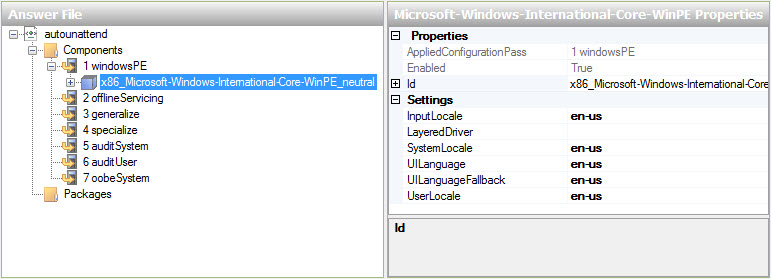 Answer File
autounattend
Components
1 windowsPE
x86_Microsoft-Windows-International-Core-WinPE_neutral
2 offlineServicing
3 generalize
4 specialize
5 auditSystem
6 auditUser
7 oobeSystem
Packages
Microsoft-Windows-International-Core-WinPE Properties
Properties
AppliedConfigurationPass 1 windowsPE
Enabled True
Id x86_Microsoft-Windows-International-Core
Settings
InputLocale en-us
LayeredDriver
SystemLocale en-us
UILanguage en-us
UILanguageFallback en-us
UserLocale en-us
Id